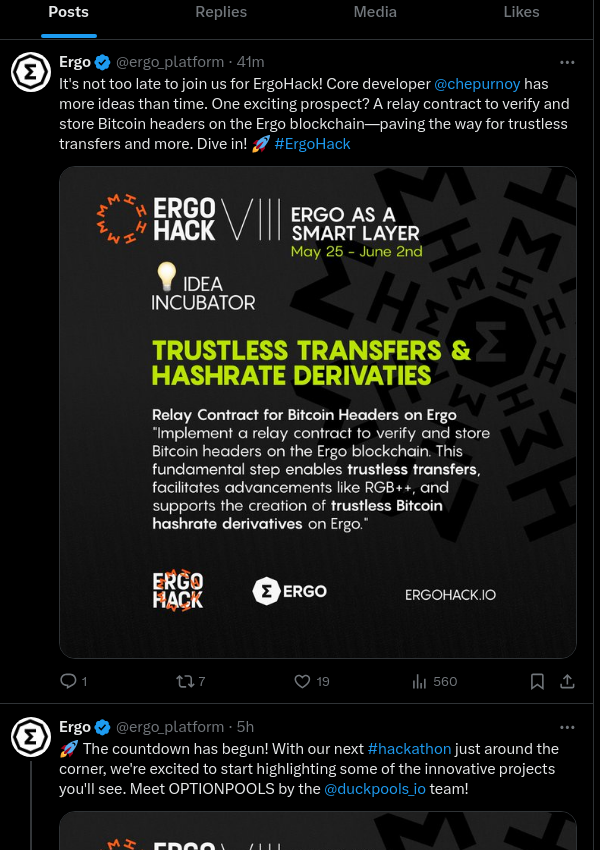 Posts Replies Media Likes
Ergo @ergo_platform · 41m
It's not too late to join us for ErgoHack! Core developer @chepurnoy has
more ideas than time. One exciting prospect? A relay contract to verify and
store Bitcoin headers on the Ergo blockchain—paving the way for trustless
transfers and more. Dive in! 🚀 #ErgoHack
ERGO
HACK
VIII
ERGO AS A
SMART LAYER
May 25 - June 2nd
IDEA
INCUBATOR
TRUSTLESS TRANSFERS &
HASHRATE DERIVATIES
Relay Contract for Bitcoin Headers on Ergo
"Implement a relay contract to verify and store
Bitcoin headers on the Ergo blockchain. This
fundamental step enables trustless transfers,
facilitates advancements like RGB++, and
supports the creation of trustless Bitcoin
hashrate derivatives on Ergo."
ERGO
HACK
ERGO
ERGOHACK.IO
1 7 19 560
Ergo @ergo_platform · 5h
🚀 The countdown has begun! With our next #hackathon just around the
corner, we're excited to start highlighting some of the innovative projects
you'll see. Meet OPTIONPOOLS by the @duckpools_io team!